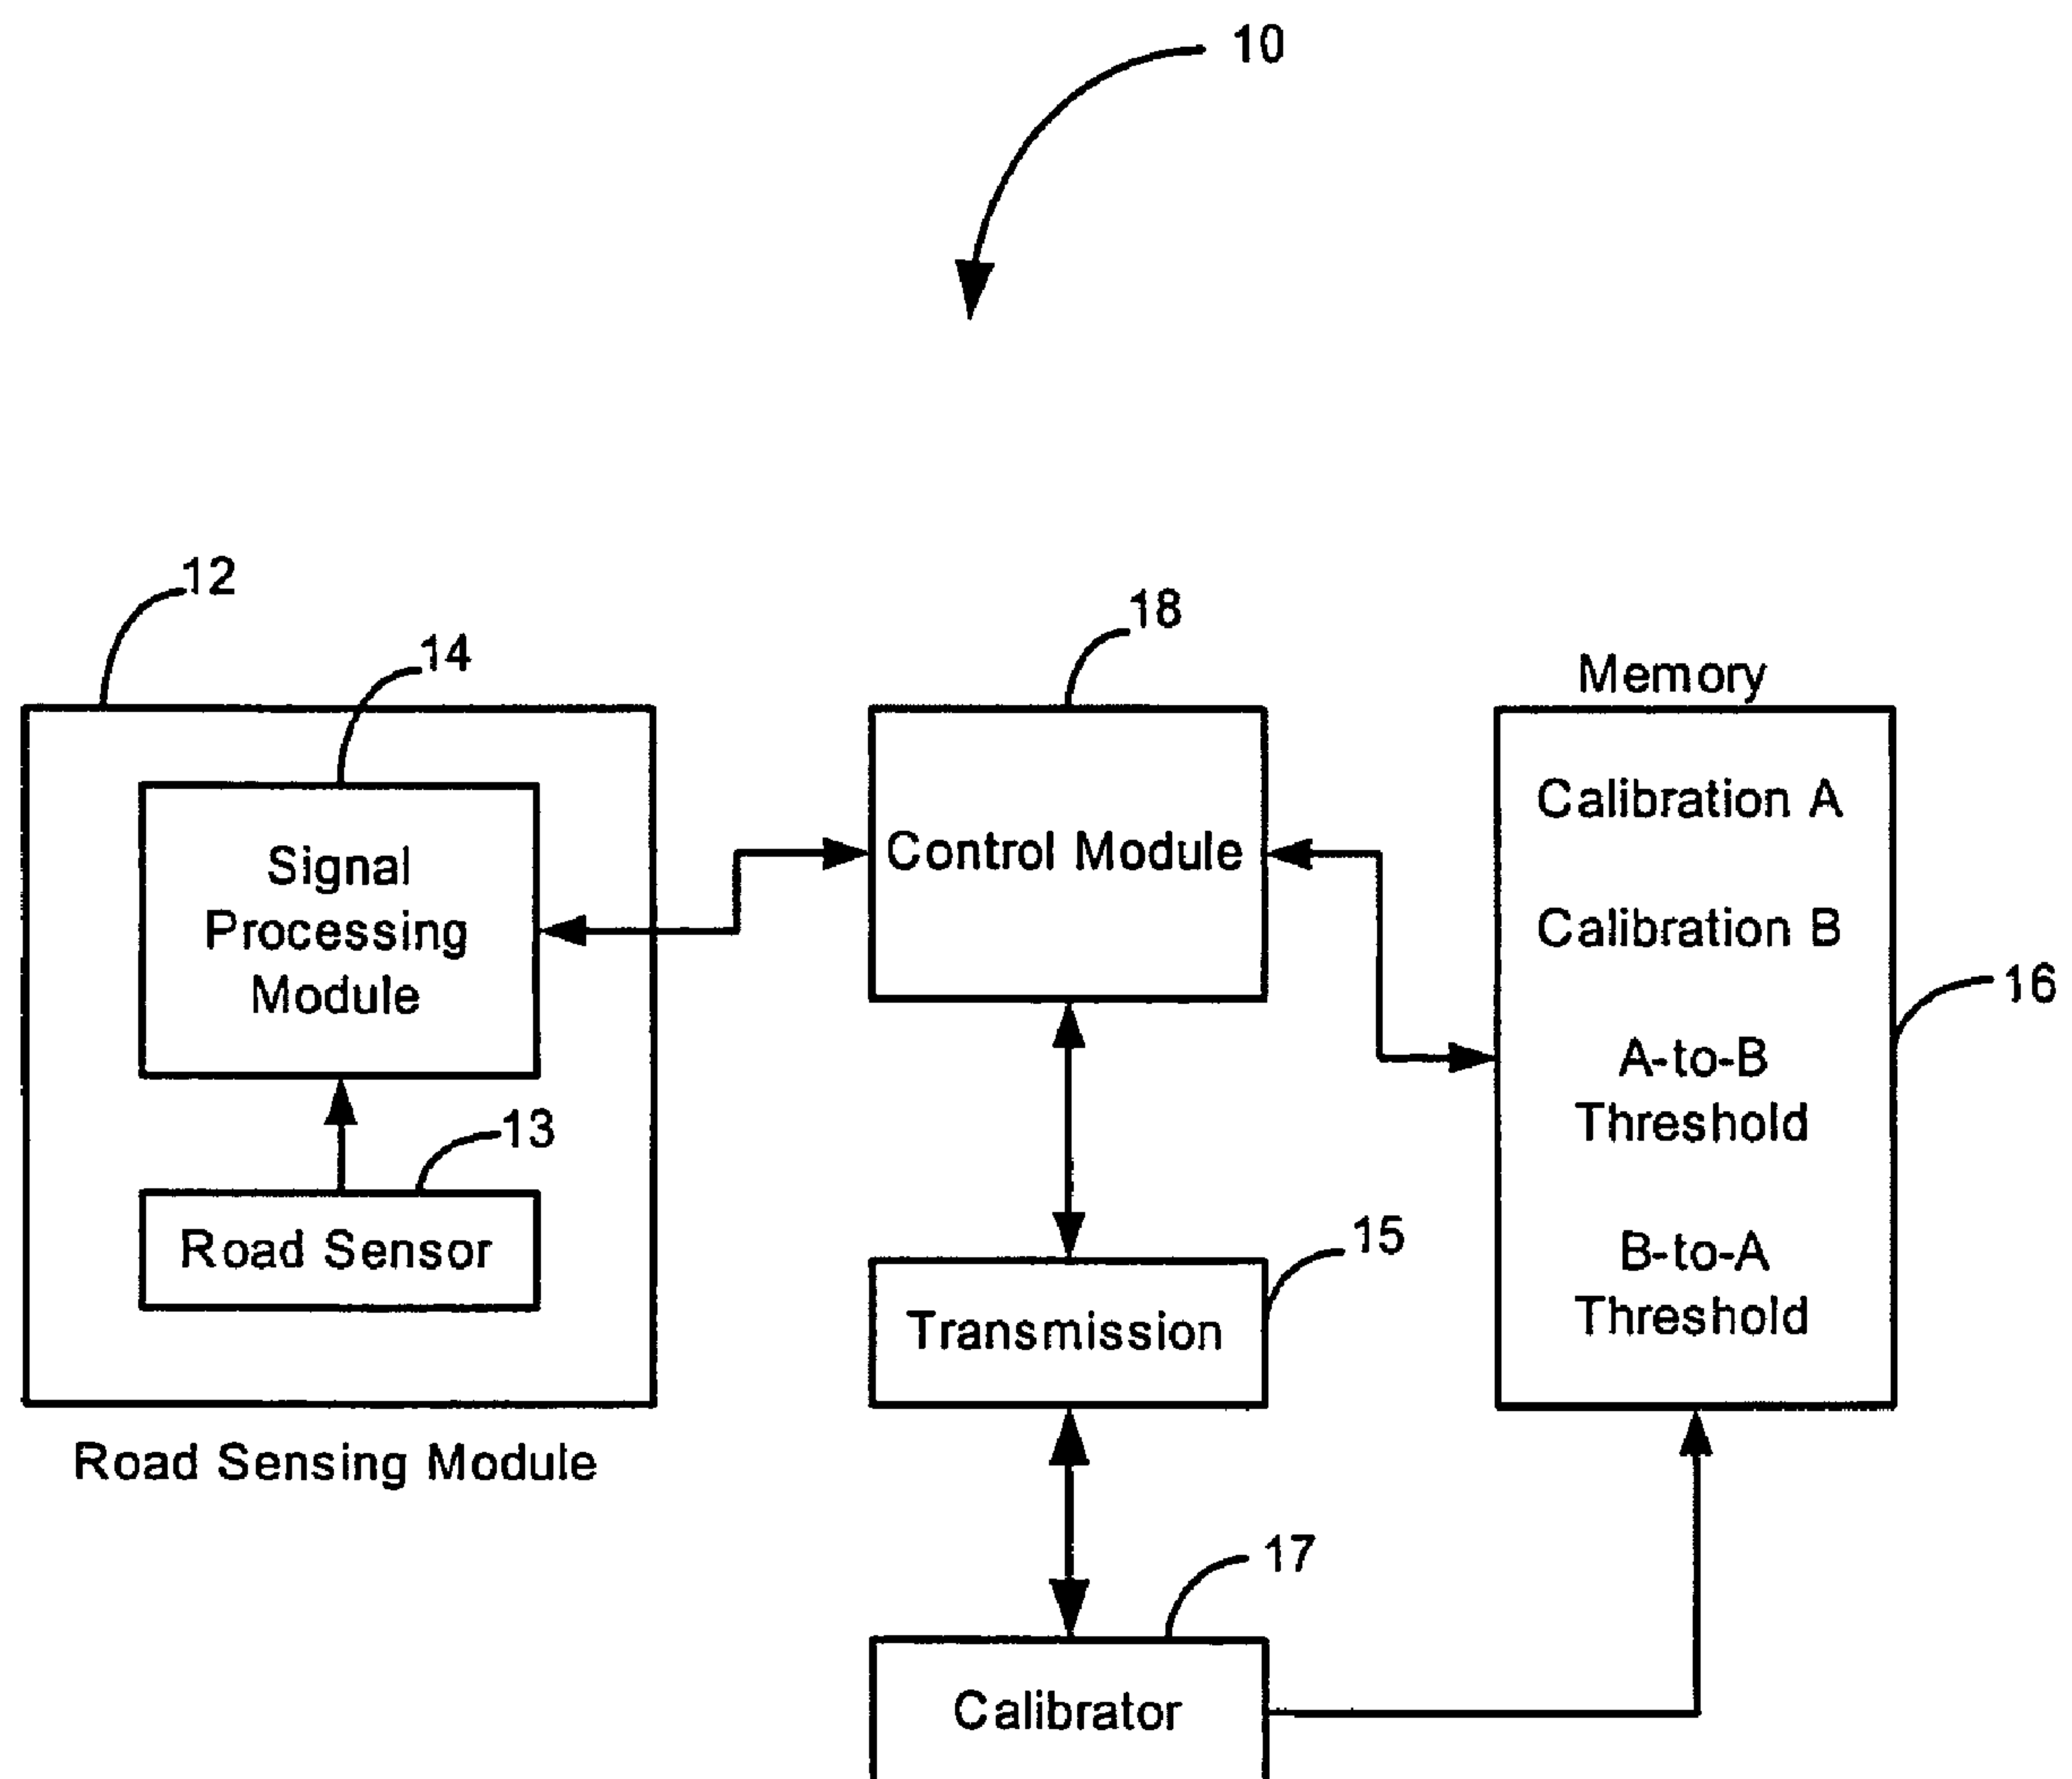 10
12
14
18
Memory
Signal
Processing
Module
Control Module
Calibration A
Calibration B
16
A-to-B
Threshold
13
Road Sensor
15
Transmission
B-to-A
Threshold
Road Sensing Module
17
Calibrator